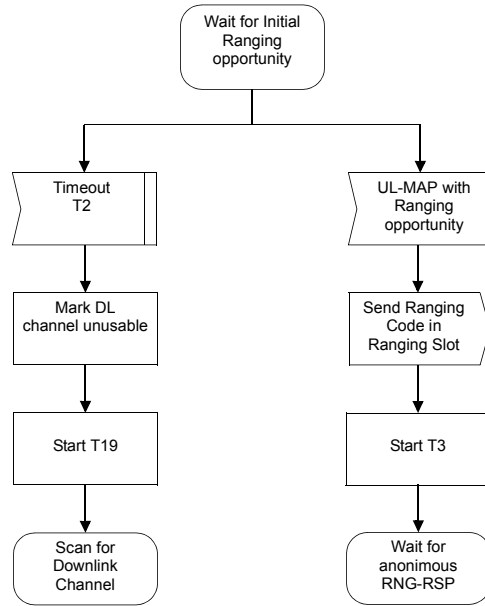 Wait for Initial
Ranging
opportunity
Timeout
T2
UL-MAP with
Ranging
opportunity
Mark DL
channel unusable
Send Ranging
Code in
Ranging Slot
Start T19
Start T3
Scan for
Downlink
Channel
Wait for
anonimous
RNG-RSP